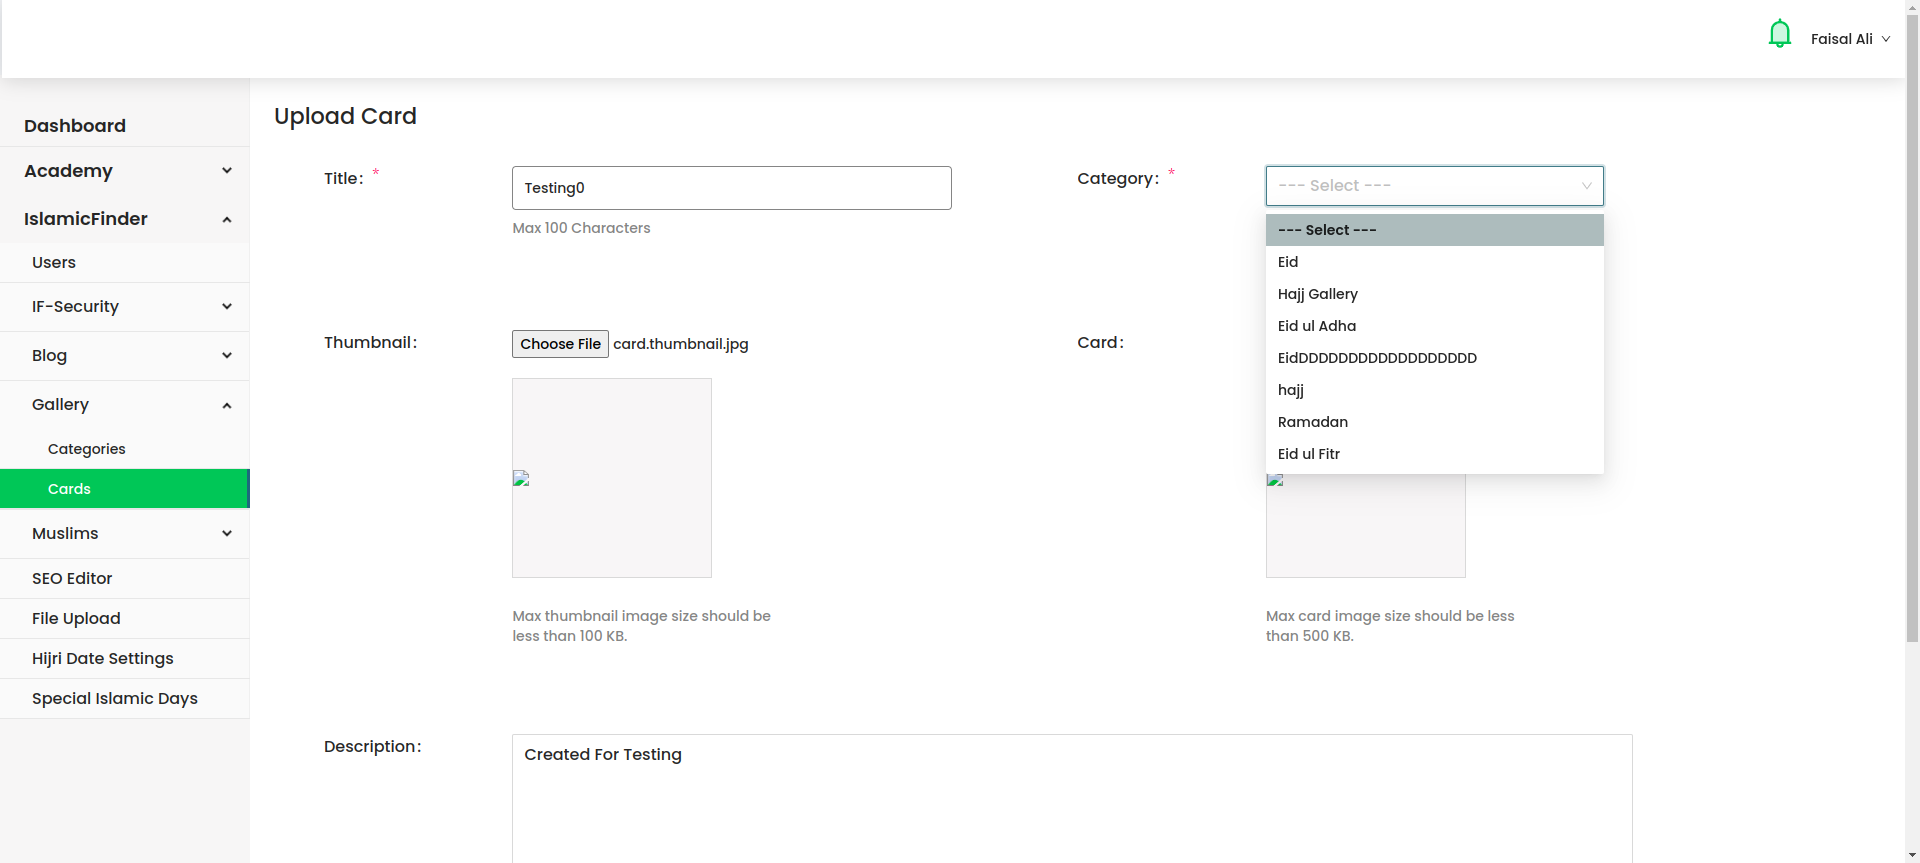 Faisal Ali
Dashboard
Academy
IslamicFinder
Users
IF-Security
Blog
Gallery
Categories
Cards
Muslims
SEO Editor
File Upload
Hijri Date Settings
Special Islamic Days
Upload Card
Title: *
Testing0
Max 100 Characters
Category: *
--- Select ---
--- Select ---
Eid
Hajj Gallery
Eid ul Adha
EidDDDDDDDDDDDDDDDDDD
hajj
Ramadan
Eid ul Fitr
Thumbnail:
Choose File card.thumbnail.jpg
Max thumbnail image size should be
less than 100 KB.
Card:
Max card image size should be less
than 500 KB.
Description:
Created For Testing